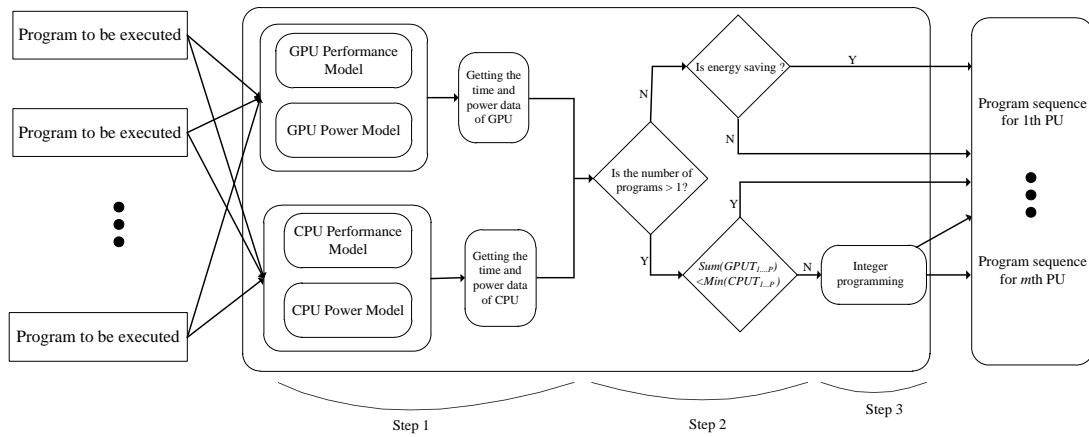 Program to be executed
Program to be executed
Program to be executed
GPU Performance
Model
GPU Power Model
Getting the
time and
power data
of GPU
CPU Performance
Model
CPU Power Model
Getting the
time and
power data
of CPU
Is the number of
programs > 1?
N
Y
Is energy saving ?
Y
N
Sum(GPUT1....P)
<Min(CPUT1...P)
Y
N
Integer
programming
Program sequence
for 1th PU
Program sequence
for mth PU
Step 1
Step 2
Step 3